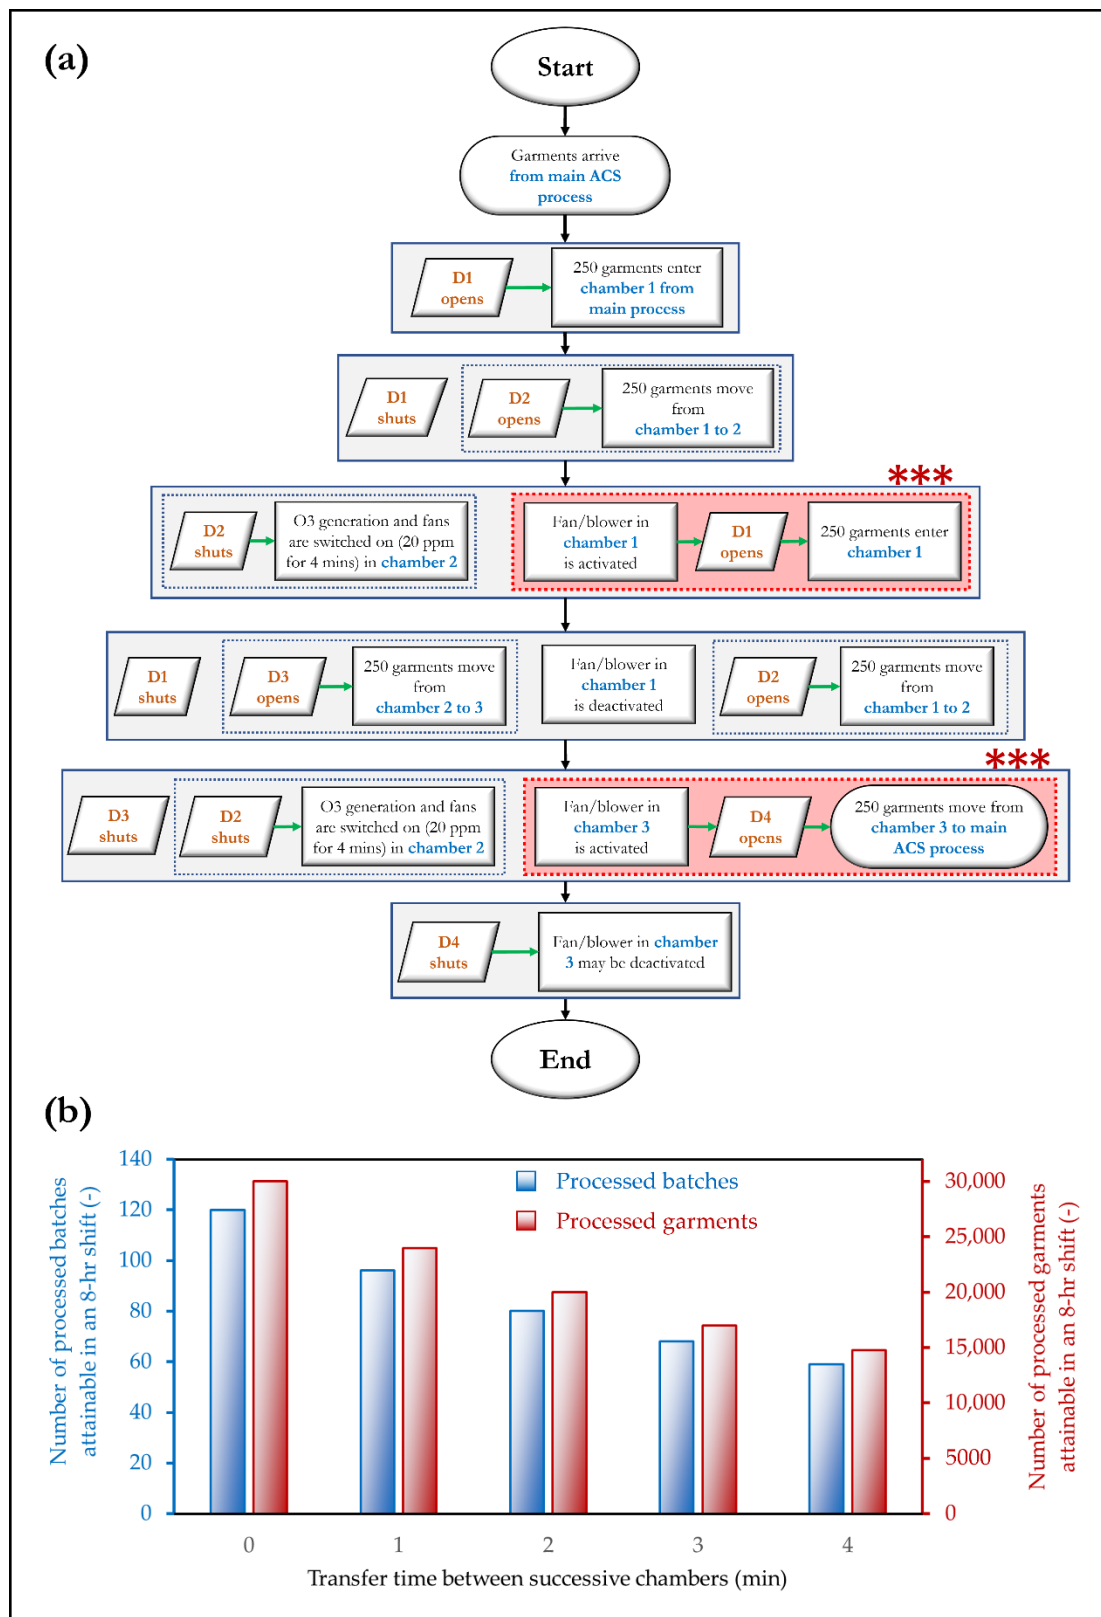 (a)
Start
Garments arrive
from main ACS
process
D1
opens
250 garments enter
chamber 1 from
main process
D1
shuts
D2
opens
250 garments move
from
chamber 1 to 2
***
D2
shuts
O3 generation and fans
are switched on (20 ppm
for 4 mins) in chamber 2
Fan/blower in
chamber 1
is activated
D1
opens
250 garments enter
chamber 1
D1
shuts
D3
opens
250 garments move
from
chamber 2 to 3
Fan/blower in
chamber 1
is deactivated
D2
opens
250 garments move
from
chamber 1 to 2
***
D3
shuts
D2
shuts
O3 generation and fans
are switched on (20 ppm
for 4 mins) in chamber 2
Fan/blower in
chamber 3
is activated
D4
opens
250 garments move from
chamber 3 to main
ACS process
D4
shuts
Fan/blower in chamber
3 may be deactivated
End
(b)
Number of processed batches
attainable in an 8-hr shift (-)
140
120
100
80
60
40
20
0
Processed batches
Processed garments
30,000
25,000
20,000
15,000
10,000
5000
0
Number of processed garments
attainable in an 8-hr shift (-)
0 1 2 3 4
Transfer time between successive chambers (min)